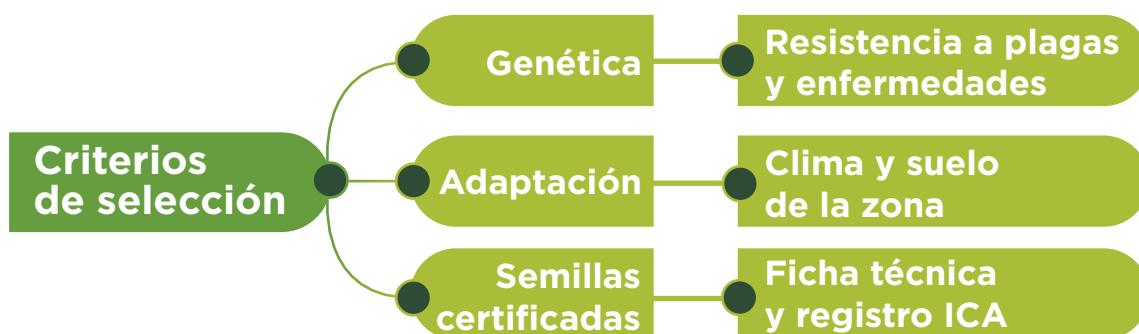 Criterios
de selección
Genética
Resistencia a plagas
y enfermedades
Adaptación
Clima y suelo
de la zona
Semillas
certificadas
Ficha técnica
y registro ICA